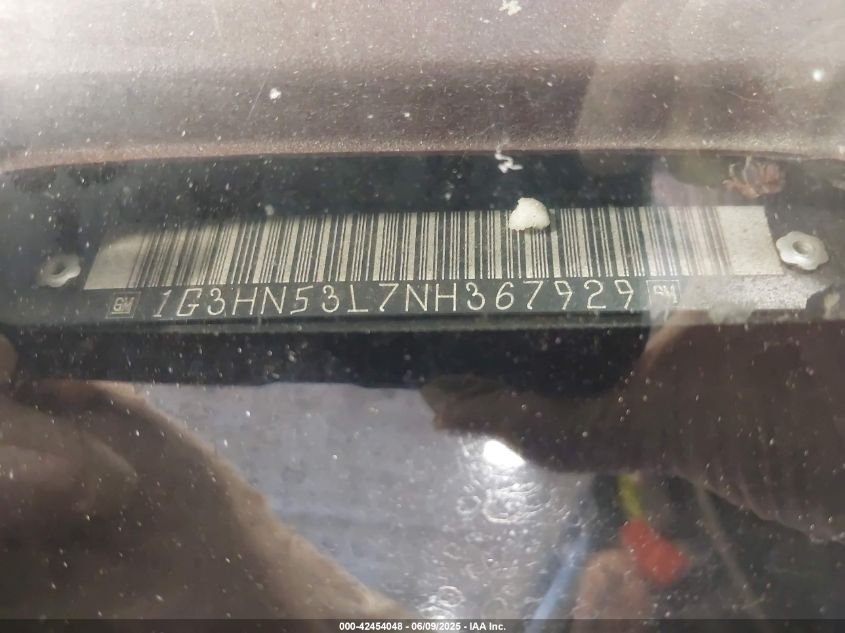 GM 1G3HN53L7NH367929 GM
000-42454048 - 06/09/2025 - IAA Inc.